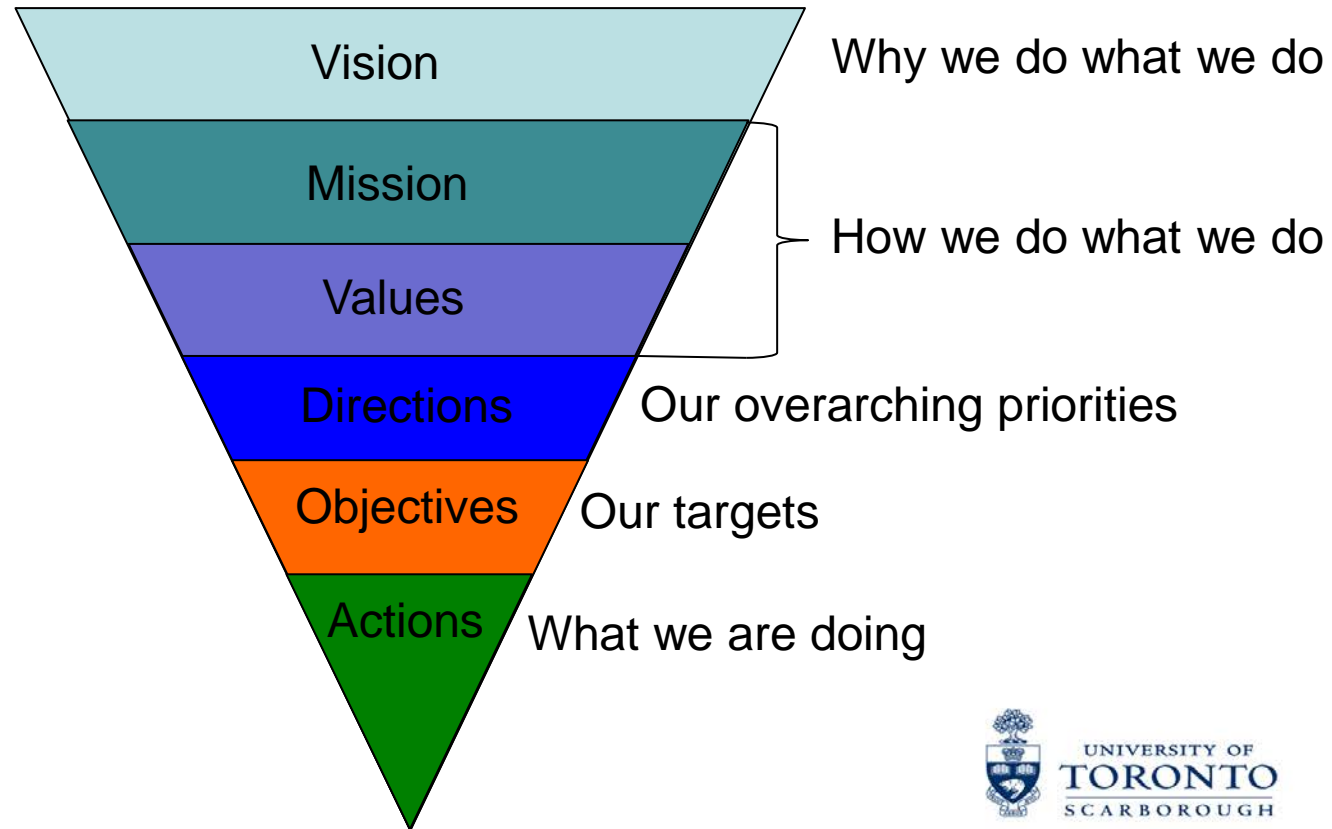 Vision
Why we do what we do
Mission
How we do what we do
Values
Directions
Our overarching priorities
Objectives
Our targets
Actions
What we are doing
UNIVERSITY OF
TORONTO
SCARBOROUGH